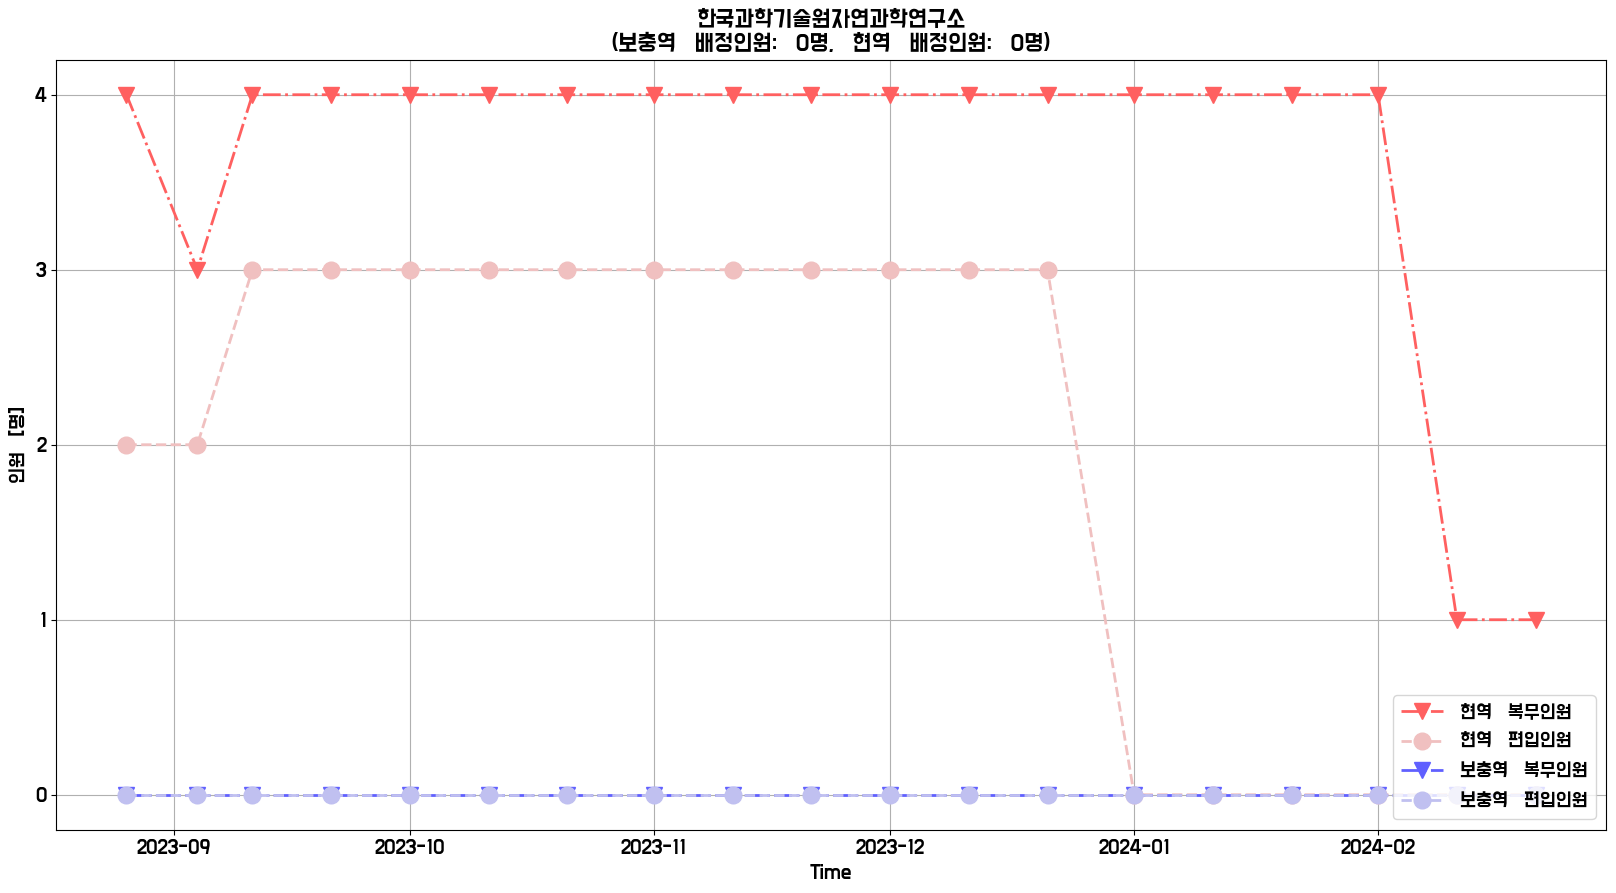 한국과학기술원자연과학연구소
(보충역 배정인원: 0명, 현역 배정인원: 0명)
인원 [명]
4
3
2
1
0
2023-09 2023-10 2023-11 2023-12 2024-01 2024-02
Time
현역 복무인원
현역 편입인원
보충역 복무인원
보충역 편입인원